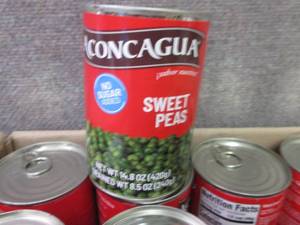 ACONCAGUA
¡sabor nuestro!
NO
SUGAR
ADDED
SWEET
PEAS
NET WT 14.8 OZ (420g)
DRAINED WT 8.5 OZ (240g)
Nutrition Facts